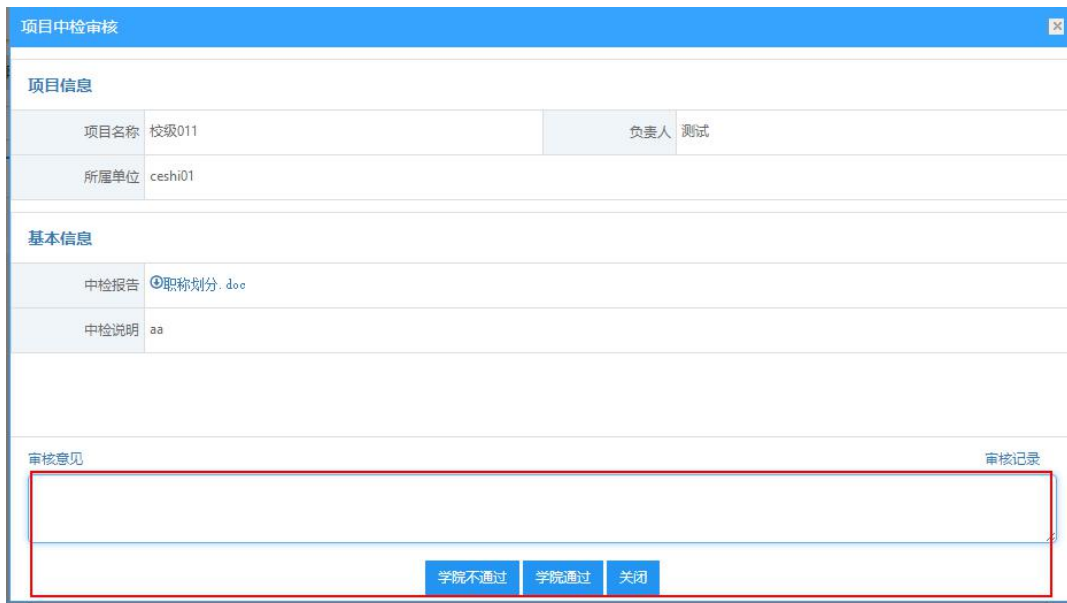 项目中检审核
项目信息
项目名称 校级011 负责人 测试
所属单位 ceshi01
基本信息
中检报告 职称划分.doc
中检说明 aa
审核意见 审核记录
学院不通过 学院通过 关闭